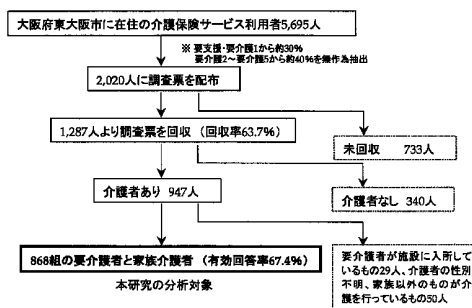 大阪府東大阪市に在住の介護保険サービス利用者5,695人
※ 要支援・要介護1から約30%
要介護2～要介護5から約40%を無作為抽出
2,020人に調査票を配布
1,287人より調査票を回収（回収率63.7%）
未回収 733人
介護者あり 947人
介護者なし 340人
868組の要介護者と家族介護者（有効回答率67.4%）
本研究の分析対象
要介護者が施設に入所して
いるもの29人、介護者の性別
不明、家族以外のものが介
護を行っているもの50人